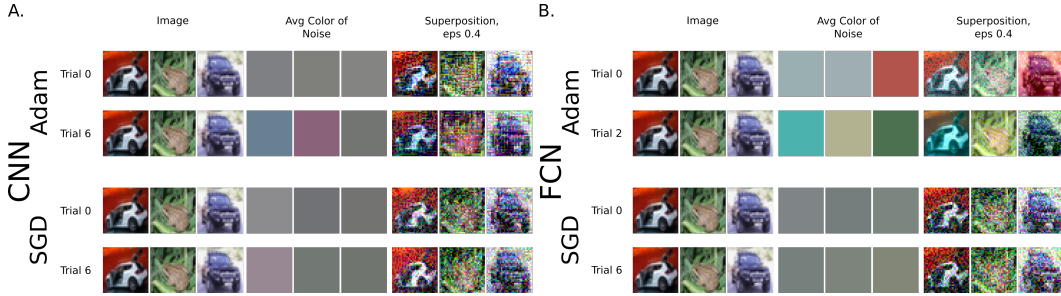 A.
Image
Avg Color of
Noise
Superposition,
eps 0.4
CNN
Adam
Trial 0
Trial 6
SGD
Trial 0
Trial 6
B.
Image
Avg Color of
Noise
Superposition,
eps 0.4
FCN
Adam
Trial 0
Trial 2
SGD
Trial 0
Trial 6